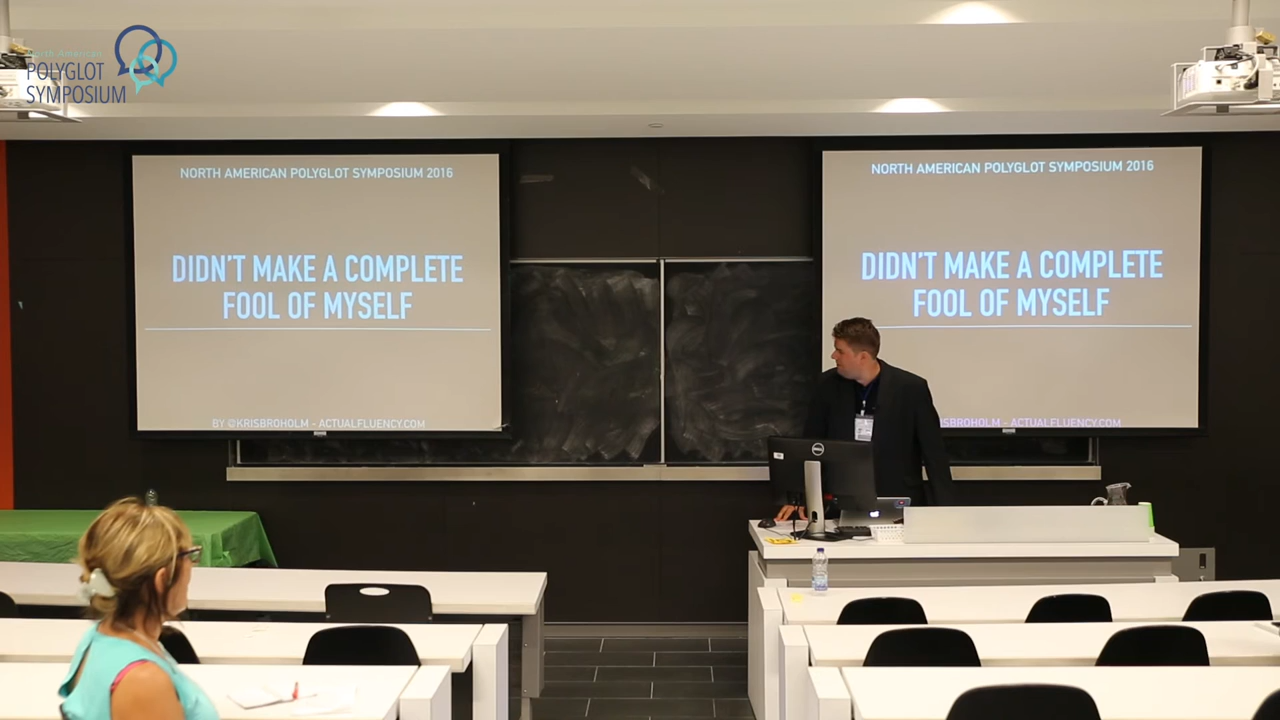 North American
POLYGLOT
SYMPOSIUM
NORTH AMERICAN POLYGLOT SYMPOSIUM 2016
DIDN'T MAKE A COMPLETE
FOOL OF MYSELF
BY @KRISBROHOLM - ACTUALFLUENCY.COM
NORTH AMERICAN POLYGLOT SYMPOSIUM 2016
DIDN'T MAKE A COMPLETE
FOOL OF MYSELF
ISBROHOLM - ACTUALFLUENCY.COM
DELL